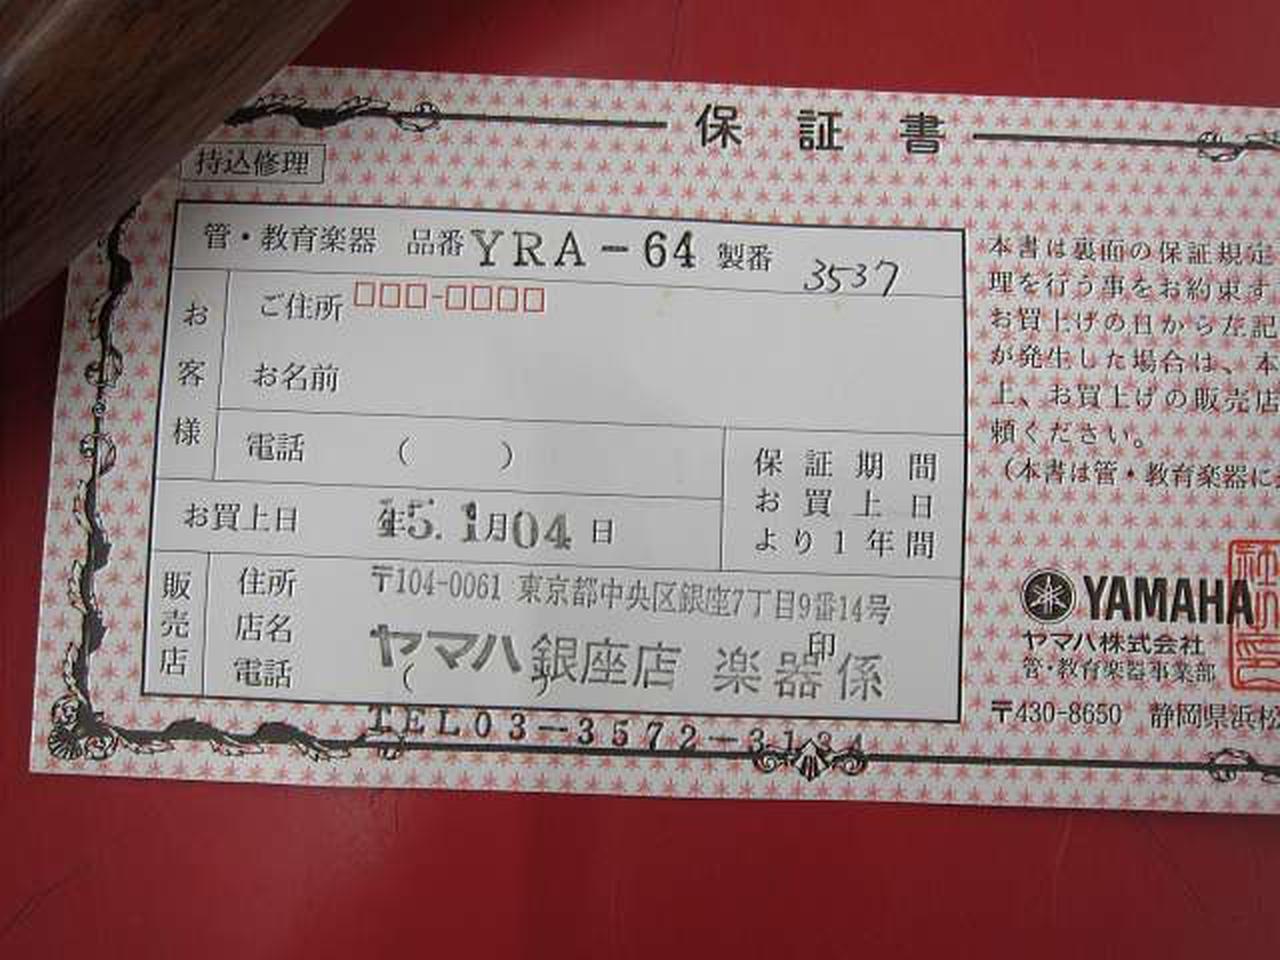 保証書
持込修理
管・教育楽器 品番 YRA-64 製番 3537
お客様
ご住所
お名前
電話 ( )
保証期間
お買上日
より1年間
お買上日 年5.1月04日
販売店
住所 〒104-0061 東京都中央区銀座7丁目9番14号
店名 ヤマハ銀座店 楽器係 印
電話 ( )
TEL03-3572-31
本書は裏面の保証規定
理を行う事をお約束す
お買上げの日から左記
が発生した場合は、本
上、お買上げの販売店
頼ください。
(本書は管・教育楽器に
YAMAHA
ヤマハ株式会社
管・教育楽器事業部
〒430-8650 静岡県浜松